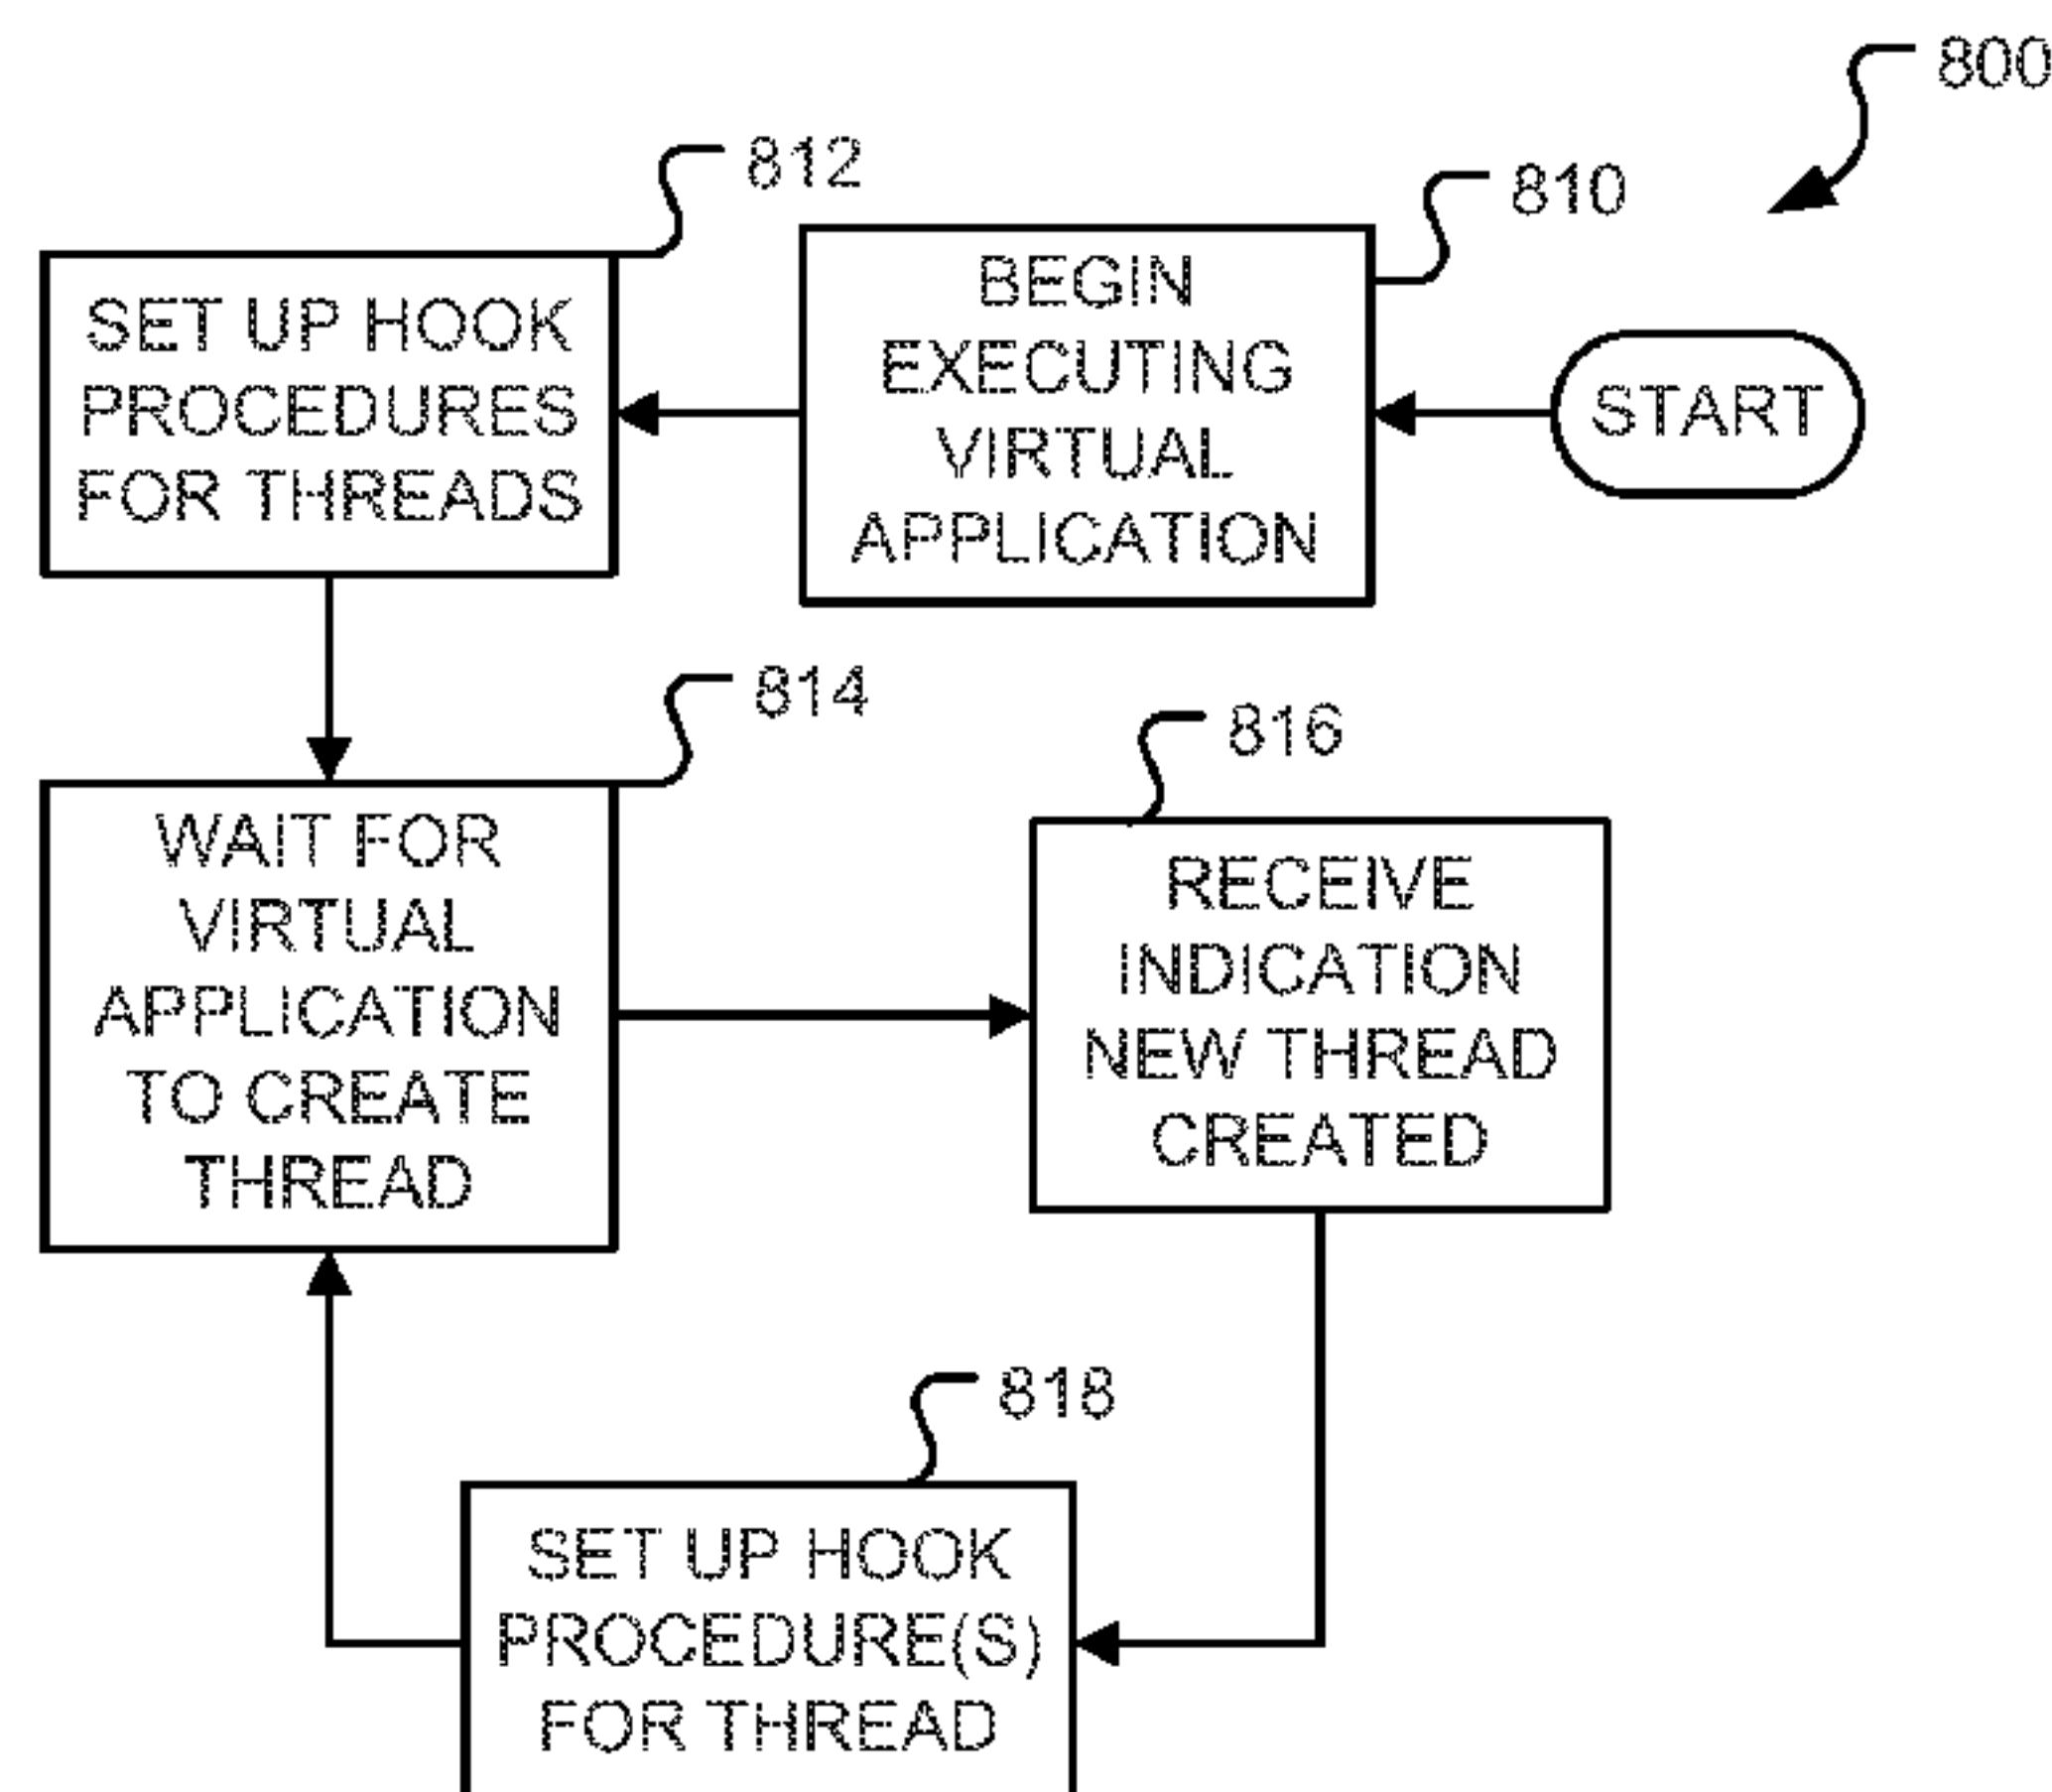 800
812
810
SET UP HOOK
PROCEDURES
FOR THREADS
BEGIN
EXECUTING
VIRTUAL
APPLICATION
START
814
816
WAIT FOR
VIRTUAL
APPLICATION
TO CREATE
THREAD
RECEIVE
INDICATION
NEW THREAD
CREATED
818
SET UP HOOK
PROCEDURE(S)
FOR THREAD